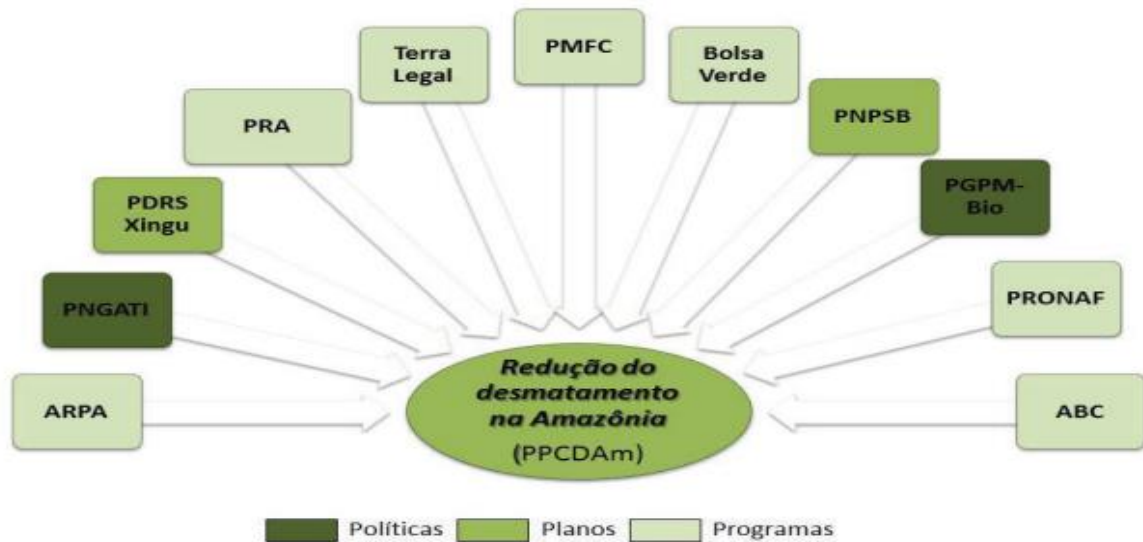 PMFC
Terra
Legal
Bolsa
Verde
PRA
PNPSB
PDRS
Xingu
PGPM-
Bio
PNGATI
PRONAF
ARPA
ABC
Redução do
desmatamento
na Amazônia
(PPCDAm)
Políticas Planos Programas